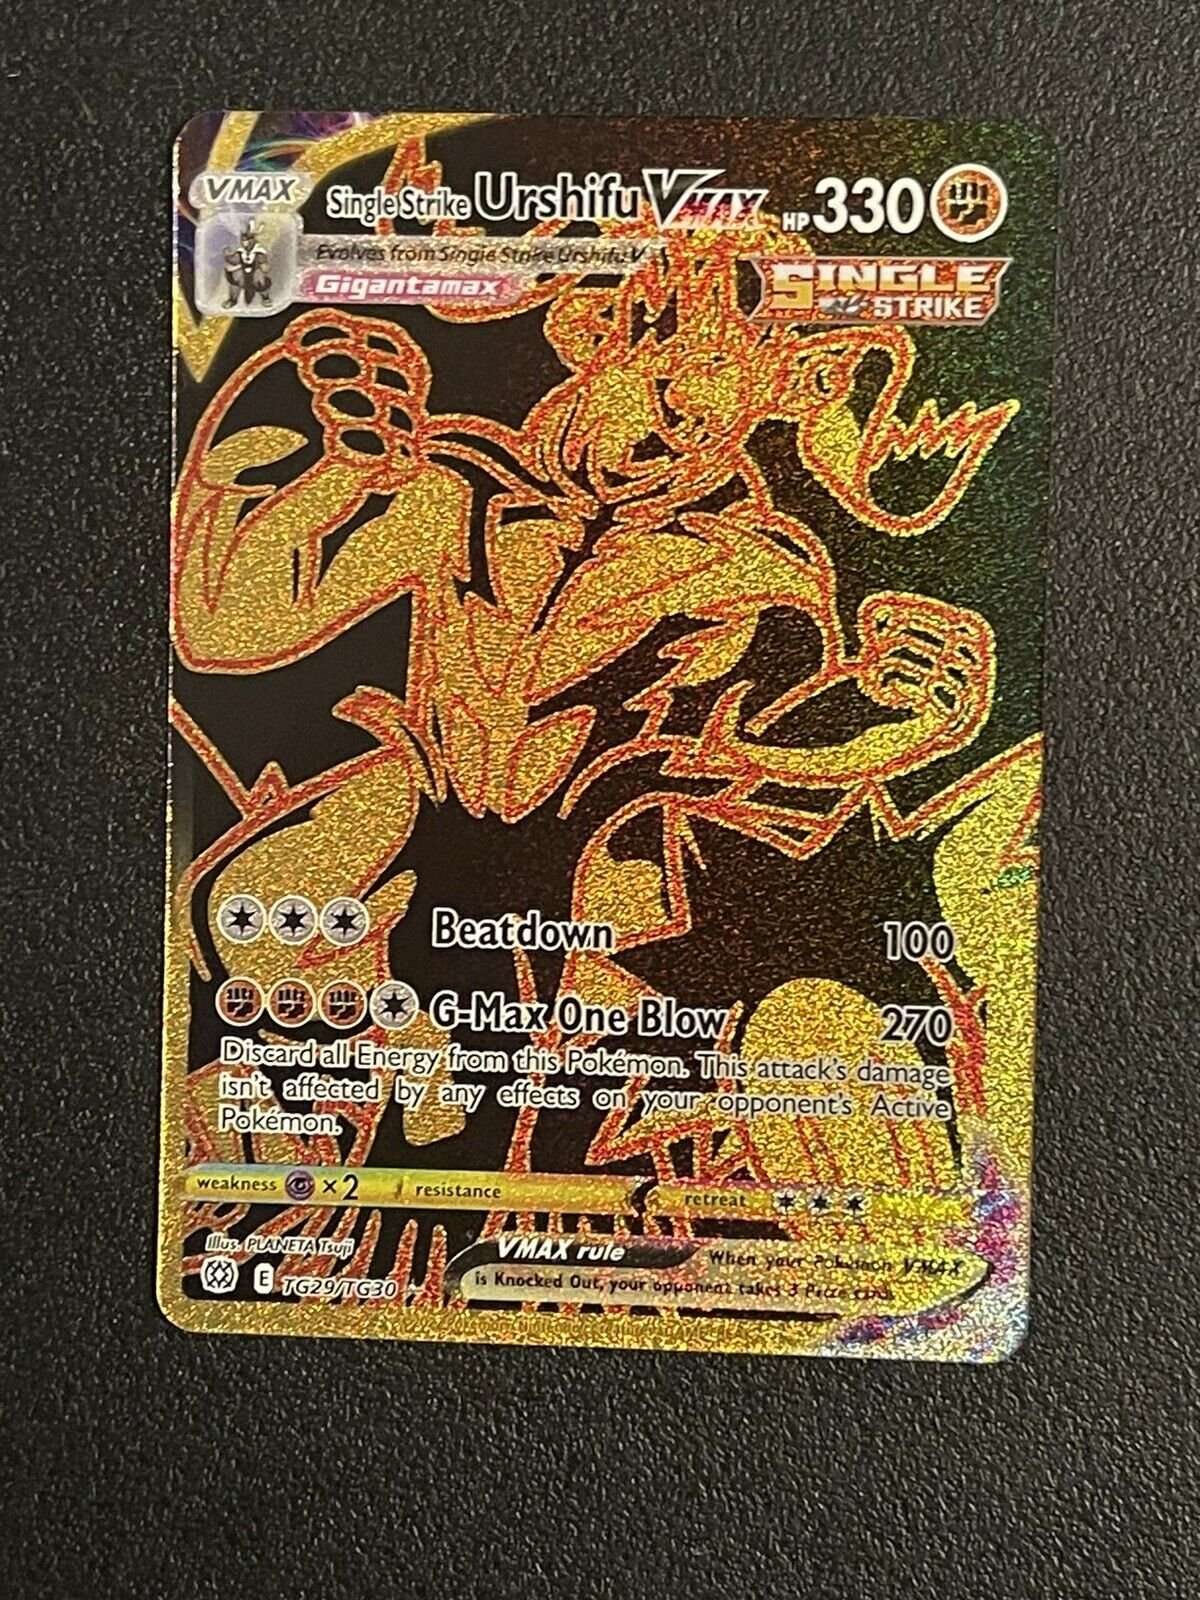 VMAX
Single Strike Urshifu VMAX HP 330
Evolves from Single Strike Urshifu V
Gigantamax
SINGLE
STRIKE
Beatdown 100
G-Max One Blow 270
Discard all Energy from this Pokémon. This attack's damage
isn't affected by any effects on your opponent's Active
Pokémon.
weakness ×2 resistance retreat
Illus. PLANETA Tsuji
VMAX rule When your Pokémon VMAX
E TG29/TG30 is Knocked Out, your opponent takes 3 Prize cards.